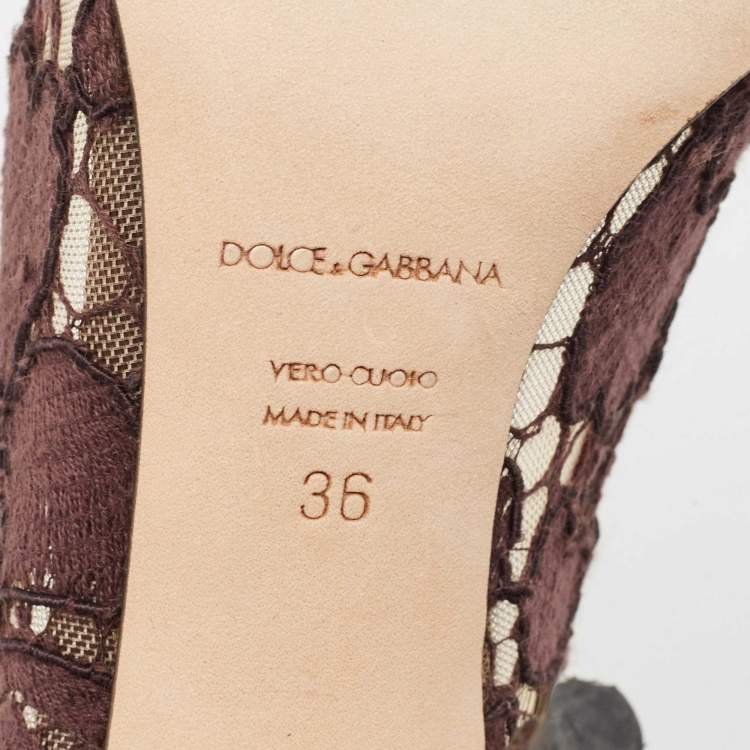 DOLCE & GABBANA
VERO CUOIO
MADE IN ITALY
36